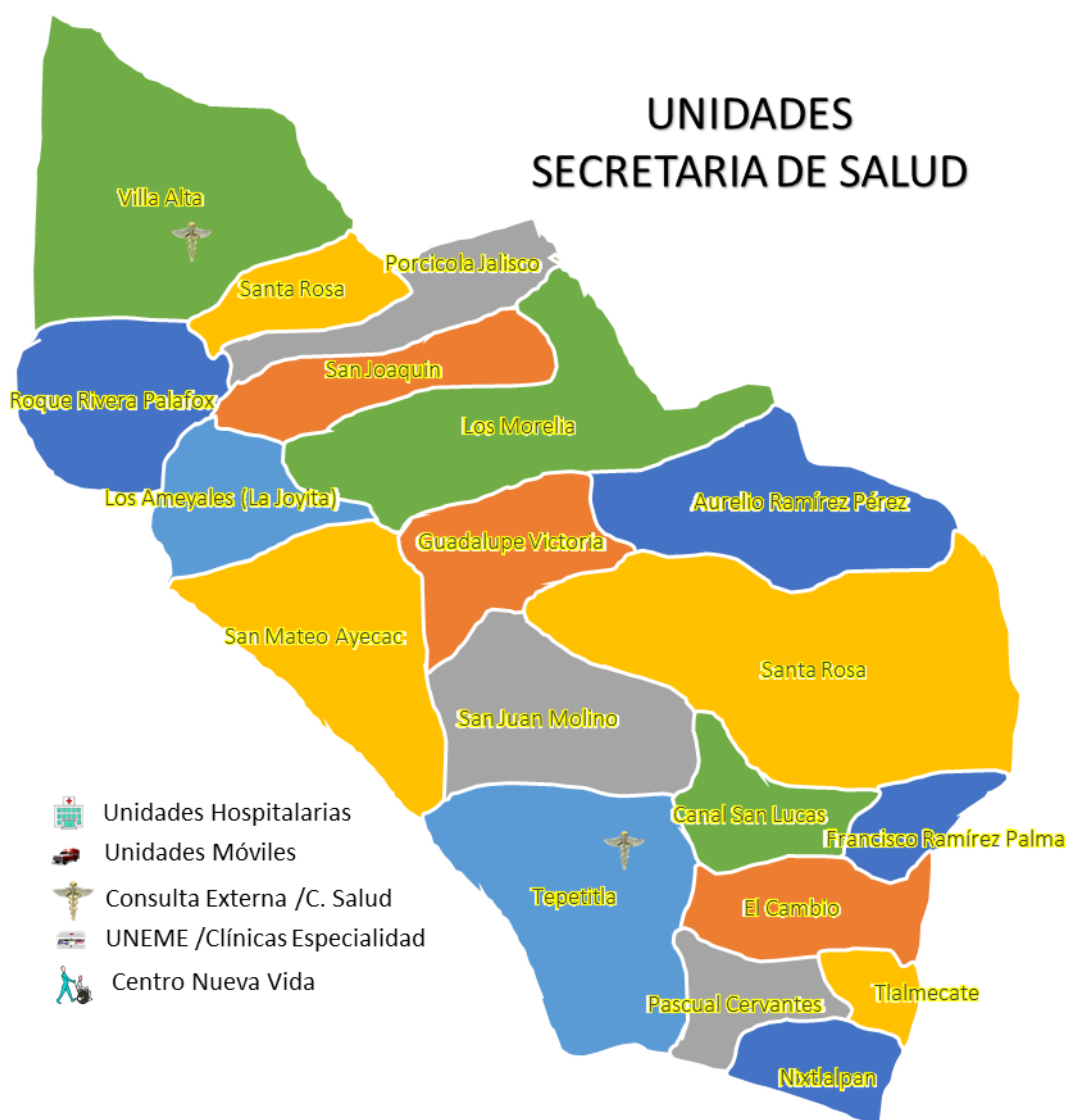 UNIDADES
SECRETARIA DE SALUD
Villa Alta
Porcicola Jalisco
Santa Rosa
San Joaquin
Roque Rivera Palafox
Los Morelia
Los Ameyales (La Joyita)
Aurelio Ramírez Pérez
Guadalupe Victoria
San Mateo Ayecac
Santa Rosa
San Juan Molino
Canal San Lucas
Francisco Ramírez Palma
Tepetitla
El Cambio
Tlalmecate
Pascual Cervantes
Nixtlalpan
Unidades Hospitalarias
Unidades Móviles
Consulta Externa /C. Salud
UNEME /Clínicas Especialidad
Centro Nueva Vida